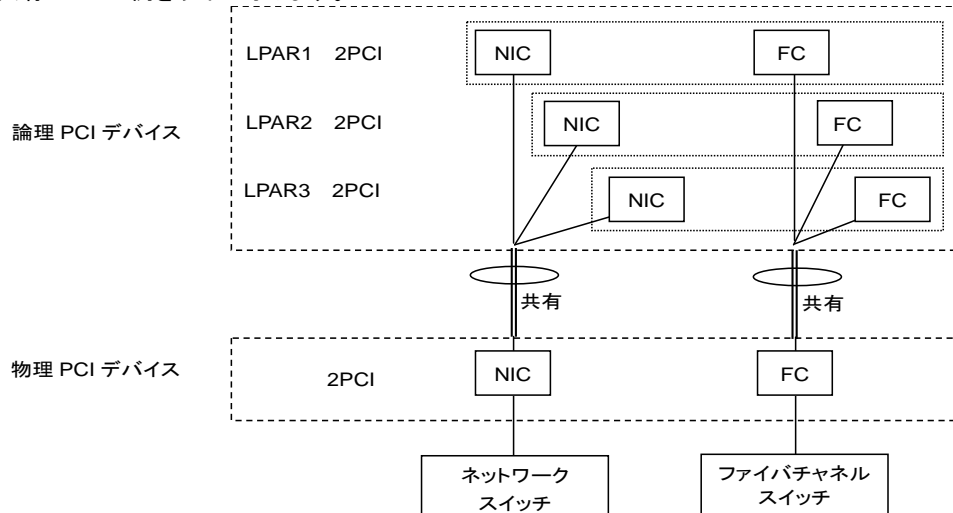 LPAR1 2PCI NIC FC
論理 PCI デバイス
LPAR2 2PCI NIC FC
LPAR3 2PCI NIC FC
共有 共有
物理 PCI デバイス
2PCI NIC FC
ネットワーク
スイッチ
ファイバチャネル
スイッチ